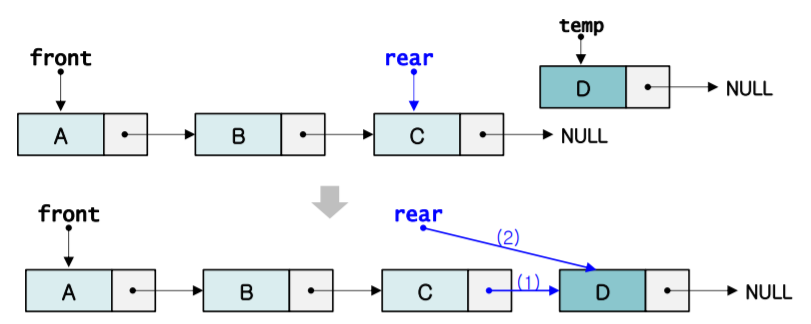 temp
front
rear
D
NULL
A
B
C
NULL
front
rear
(2)
(1)
A
B
C
D
NULL